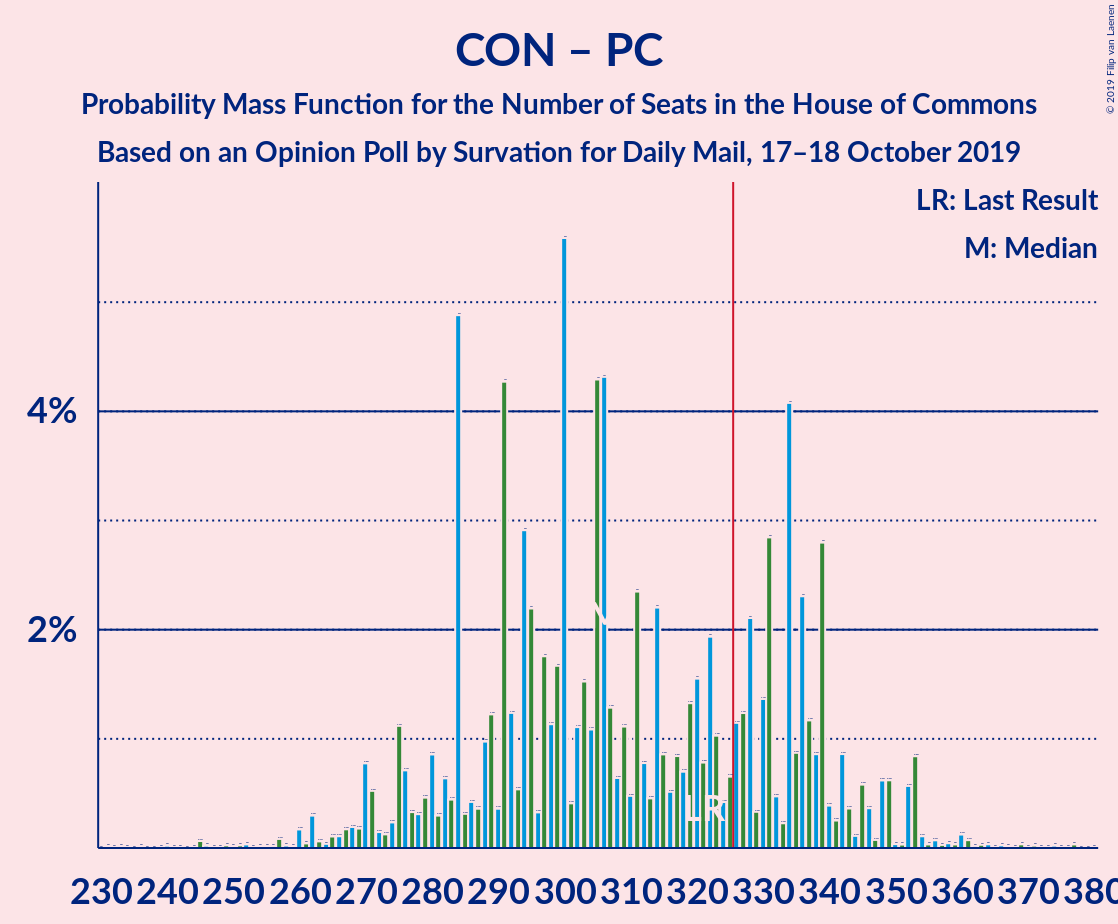 CON – PC
Probability Mass Function for the Number of Seats in the House of Commons
Based on an Opinion Poll by Survation for Daily Mail, 17–18 October 2019
© 2019 Filip van Laenen
LR: Last Result
M: Median
4%
2%
LR
230 240 250 260 270 280 290 300 310 320 330 340 350 360 370 380